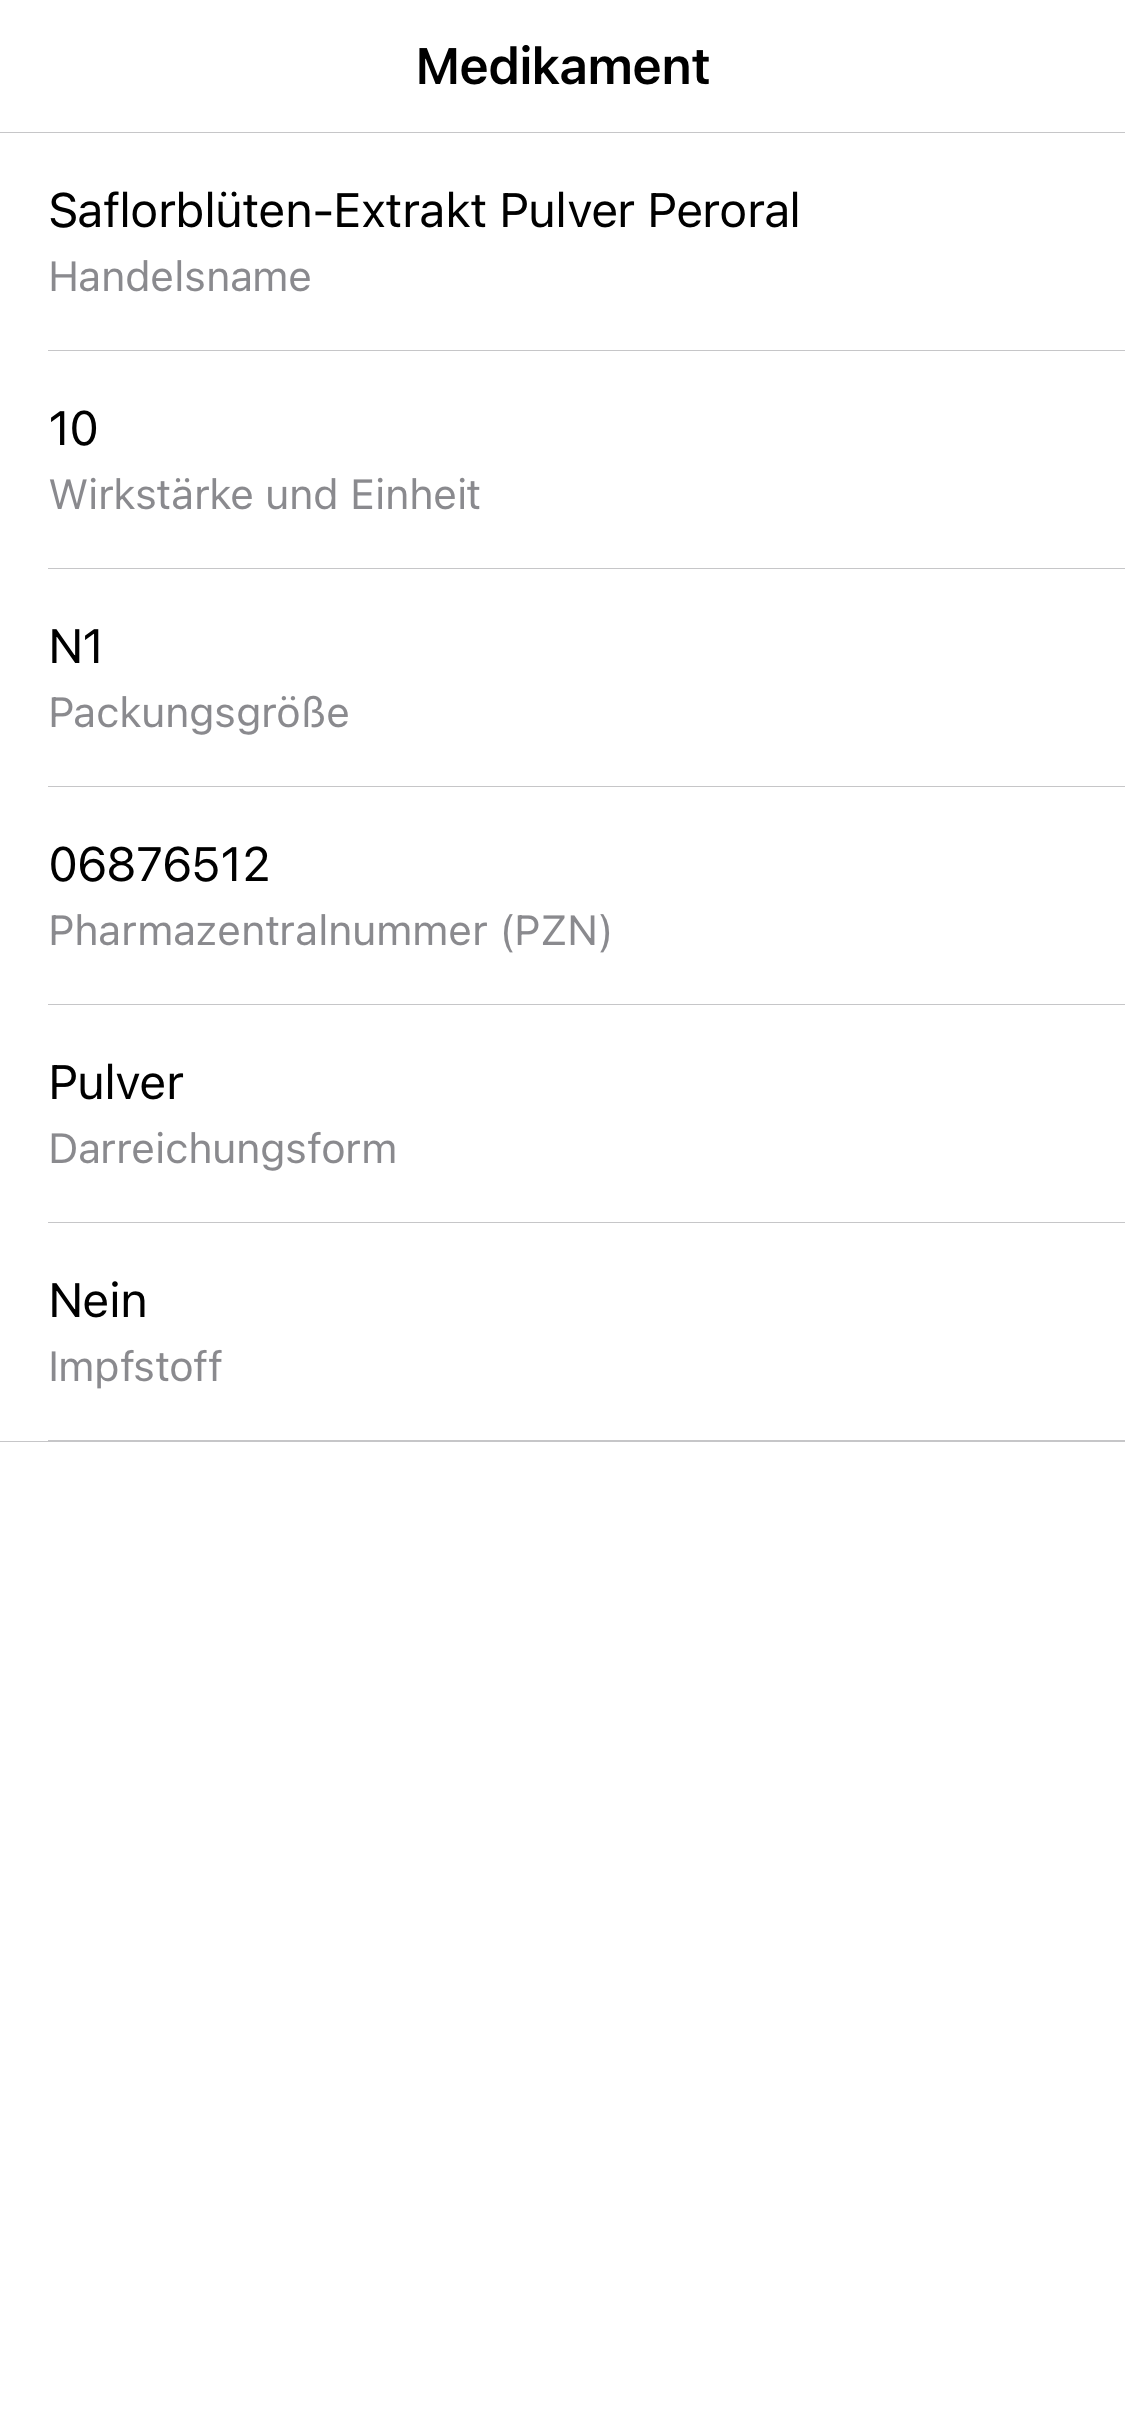 Medikament
Saflorblüten-Extrakt Pulver Peroral
Handelsname
10
Wirkstärke und Einheit
N1
Packungsgröße
06876512
Pharmazentralnummer (PZN)
Pulver
Darreichungsform
Nein
Impfstoff